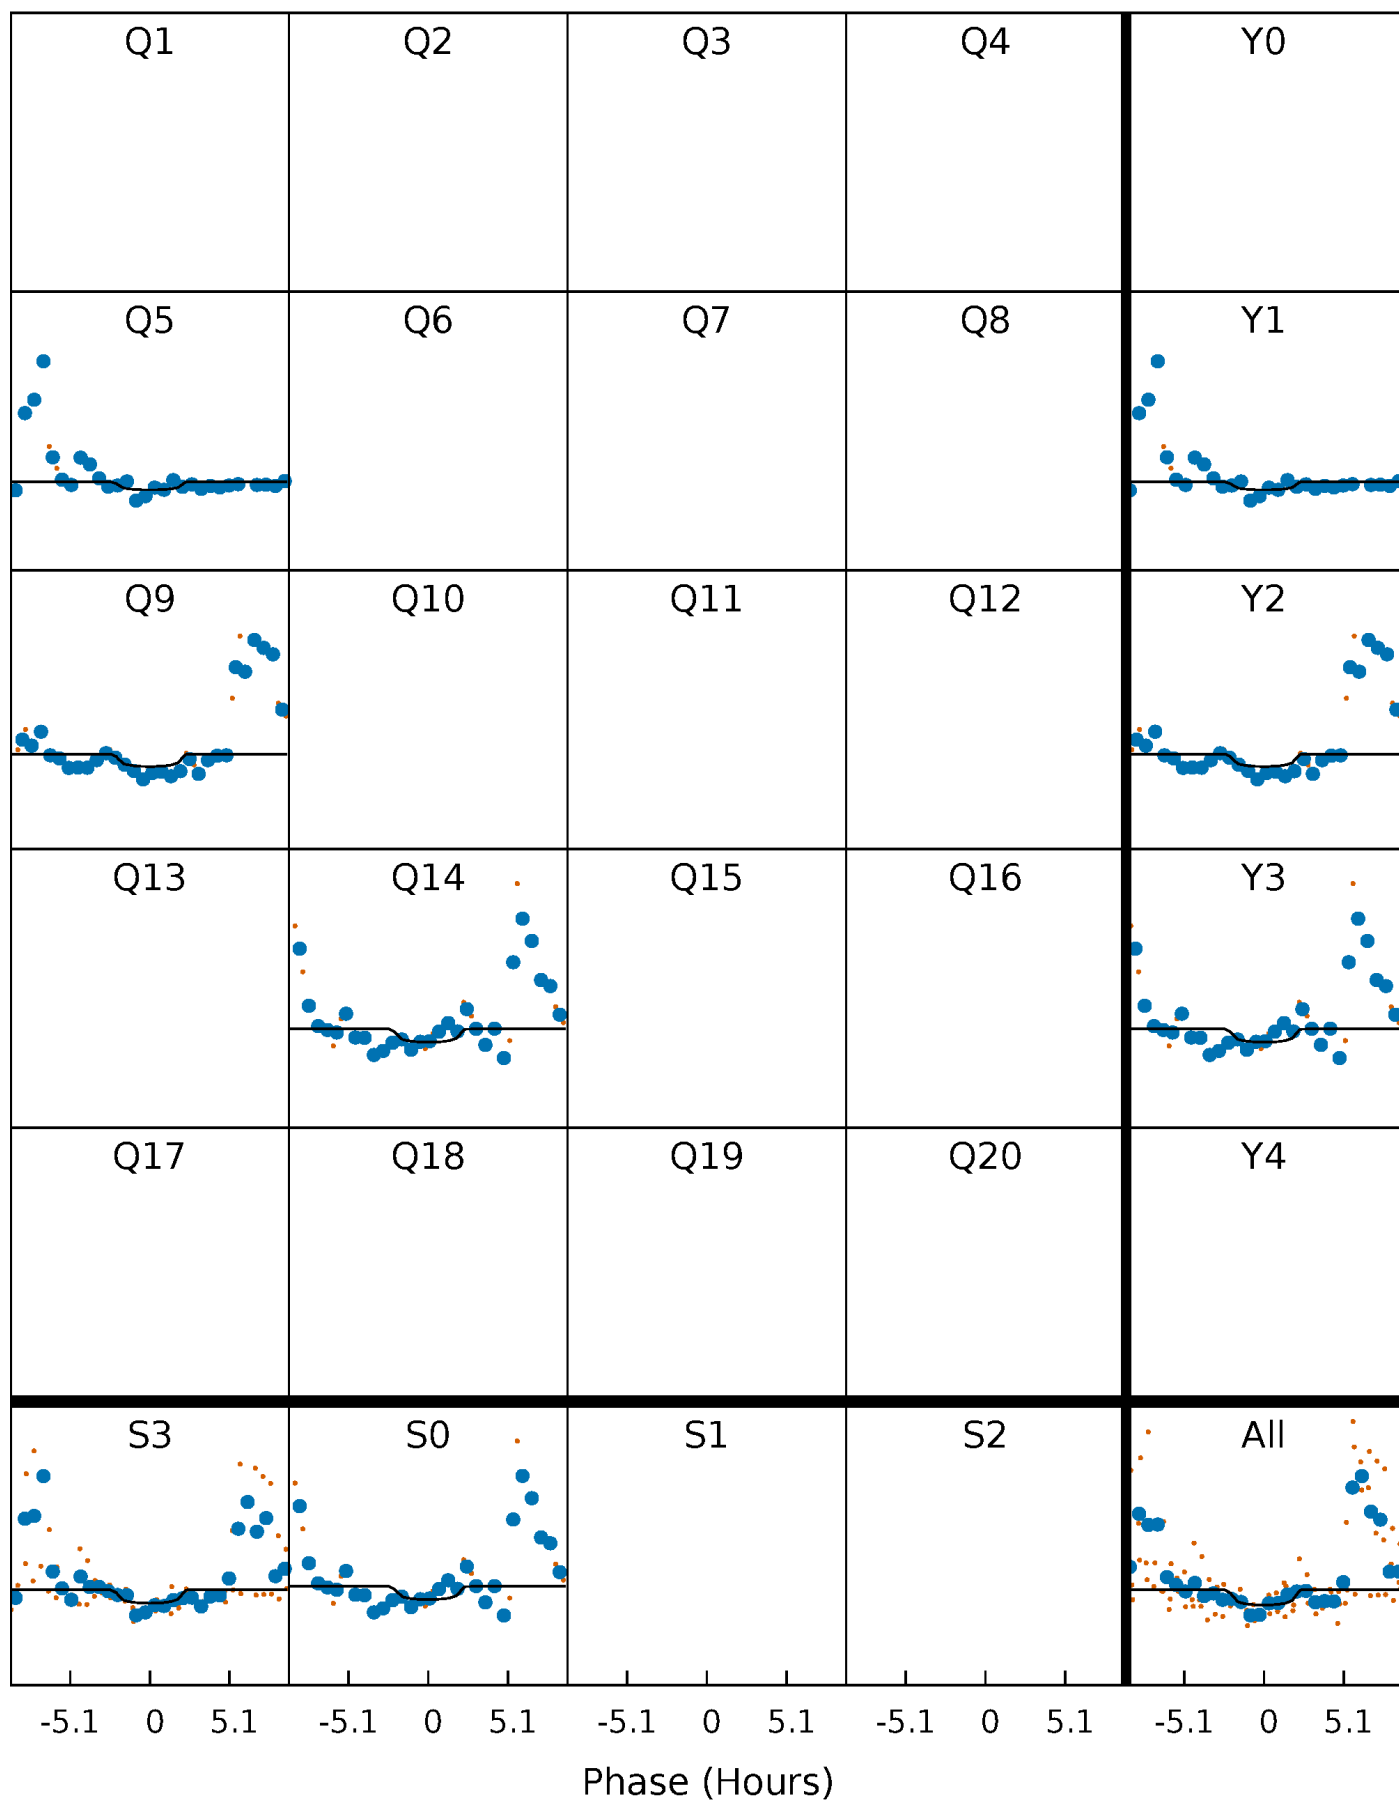 Q1 Q2 Q3 Q4 Y0
Q5 Q6 Q7 Q8 Y1
Q9 Q10 Q11 Q12 Y2
Q13 Q14 Q15 Q16 Y3
Q17 Q18 Q19 Q20 Y4
S3 S0 S1 S2 All
-5.1 0 5.1 -5.1 0 5.1 -5.1 0 5.1 -5.1 0 5.1 -5.1 0 5.1
Phase (Hours)